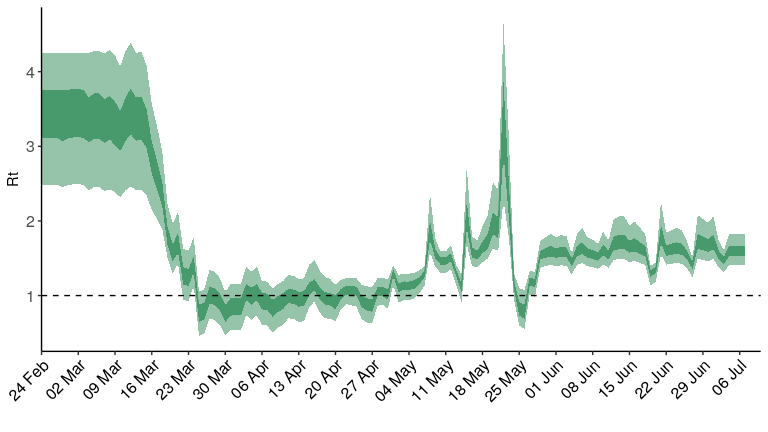 4
3
2
1
Rt
24 Feb
02 Mar
09 Mar
16 Mar
23 Mar
30 Mar
06 Apr
13 Apr
20 Apr
27 Apr
04 May
11 May
18 May
25 May
01 Jun
08 Jun
15 Jun
22 Jun
29 Jun
06 Jul